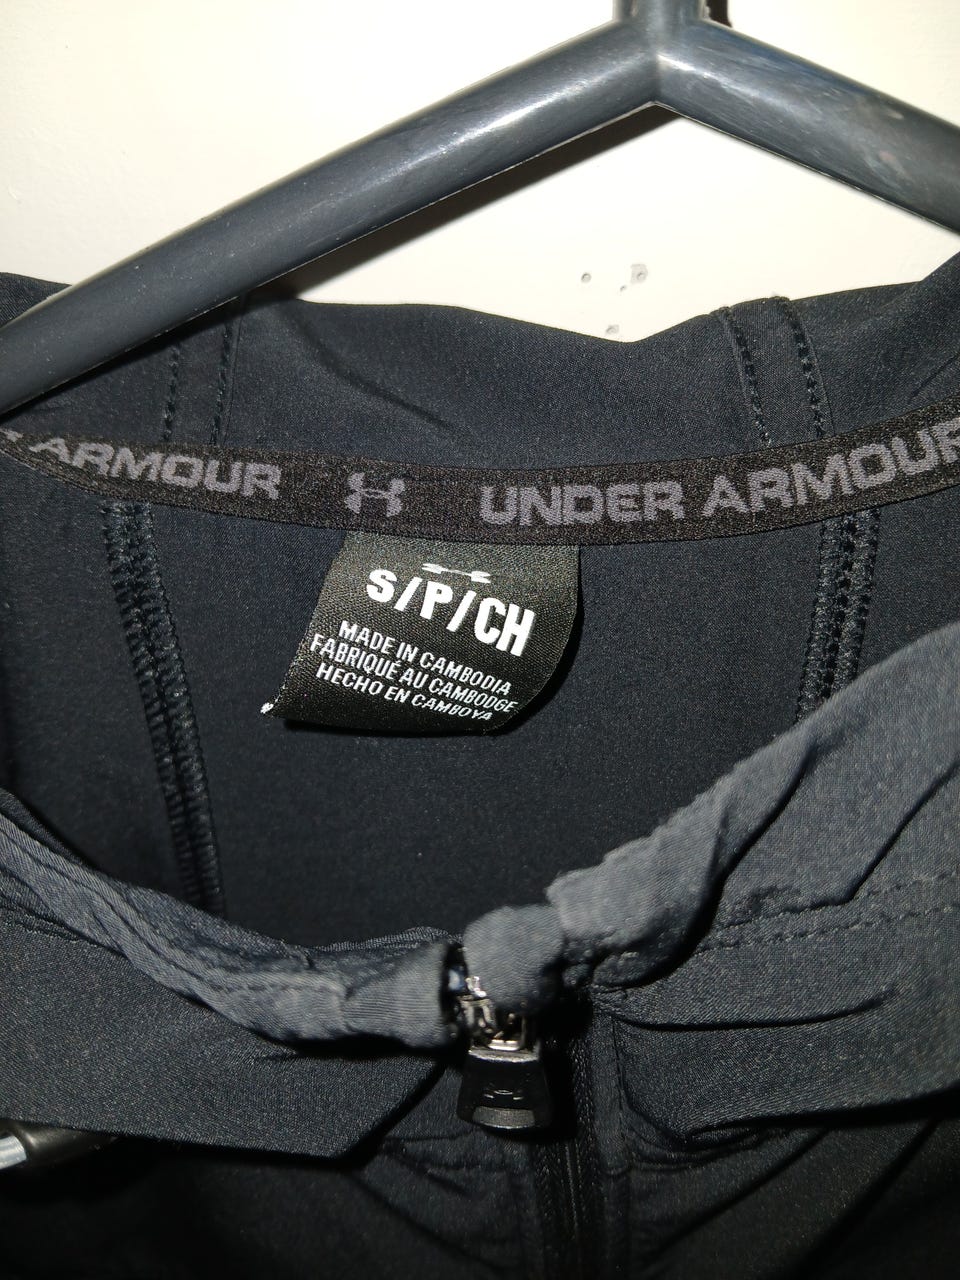 ARMOUR UNDER ARMOUR
S/P/CH
MADE IN CAMBODIA
FABRIQUÉ AU CAMBODGE
HECHO EN CAMBOYA